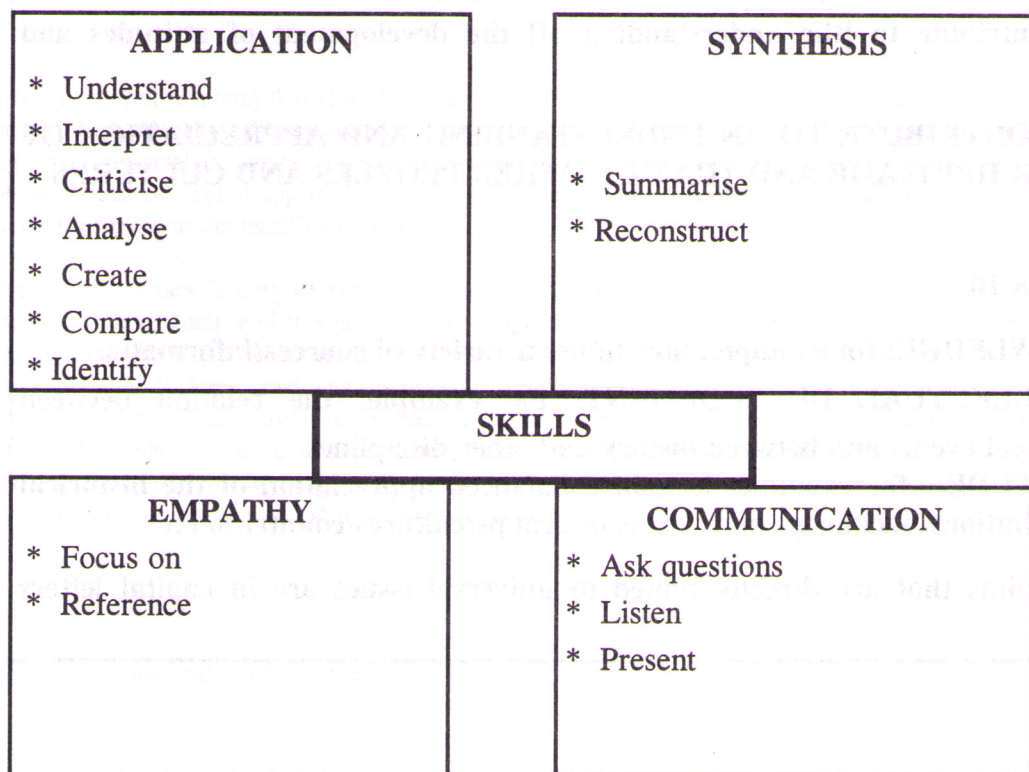 APPLICATION
* Understand
* Interpret
* Criticise
* Analyse
* Create
* Compare
* Identify
SYNTHESIS
* Summarise
* Reconstruct
SKILLS
EMPATHY
* Focus on
* Reference
COMMUNICATION
* Ask questions
* Listen
* Present